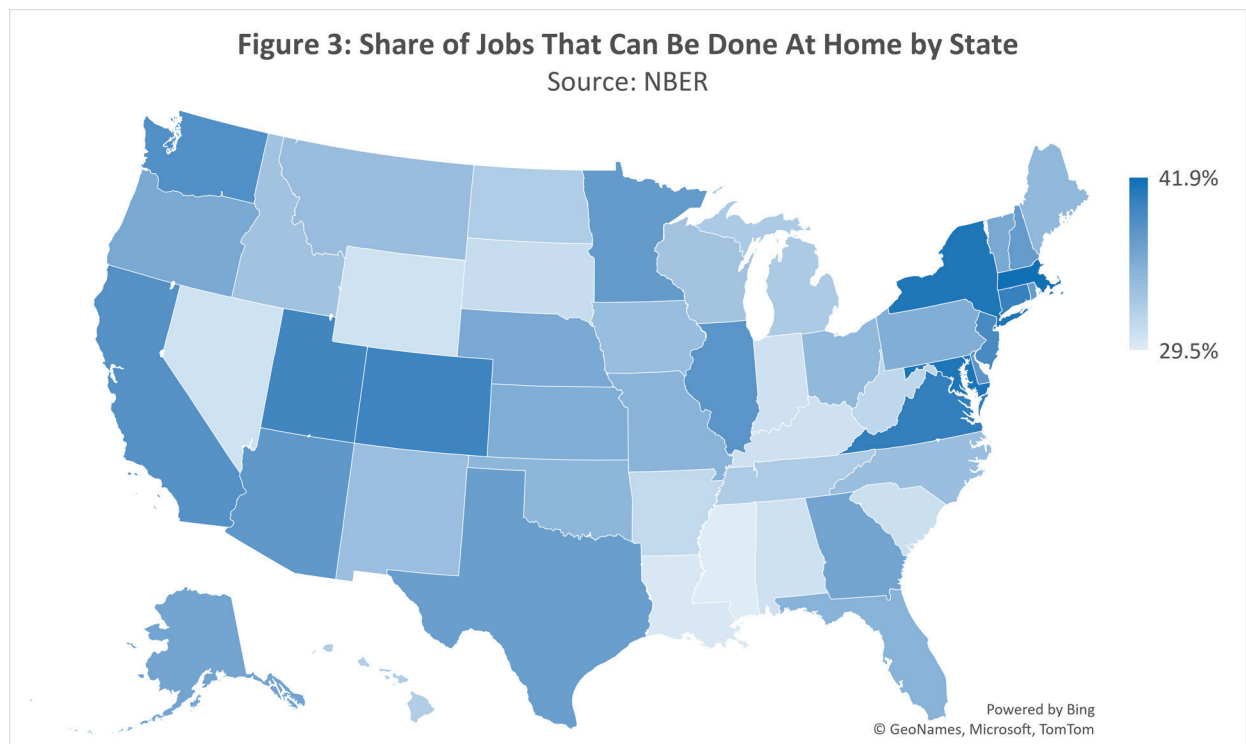 Figure 3: Share of Jobs That Can Be Done At Home by State
Source: NBER
41.9%
29.5%
Powered by Bing
© GeoNames, Microsoft, TomTom